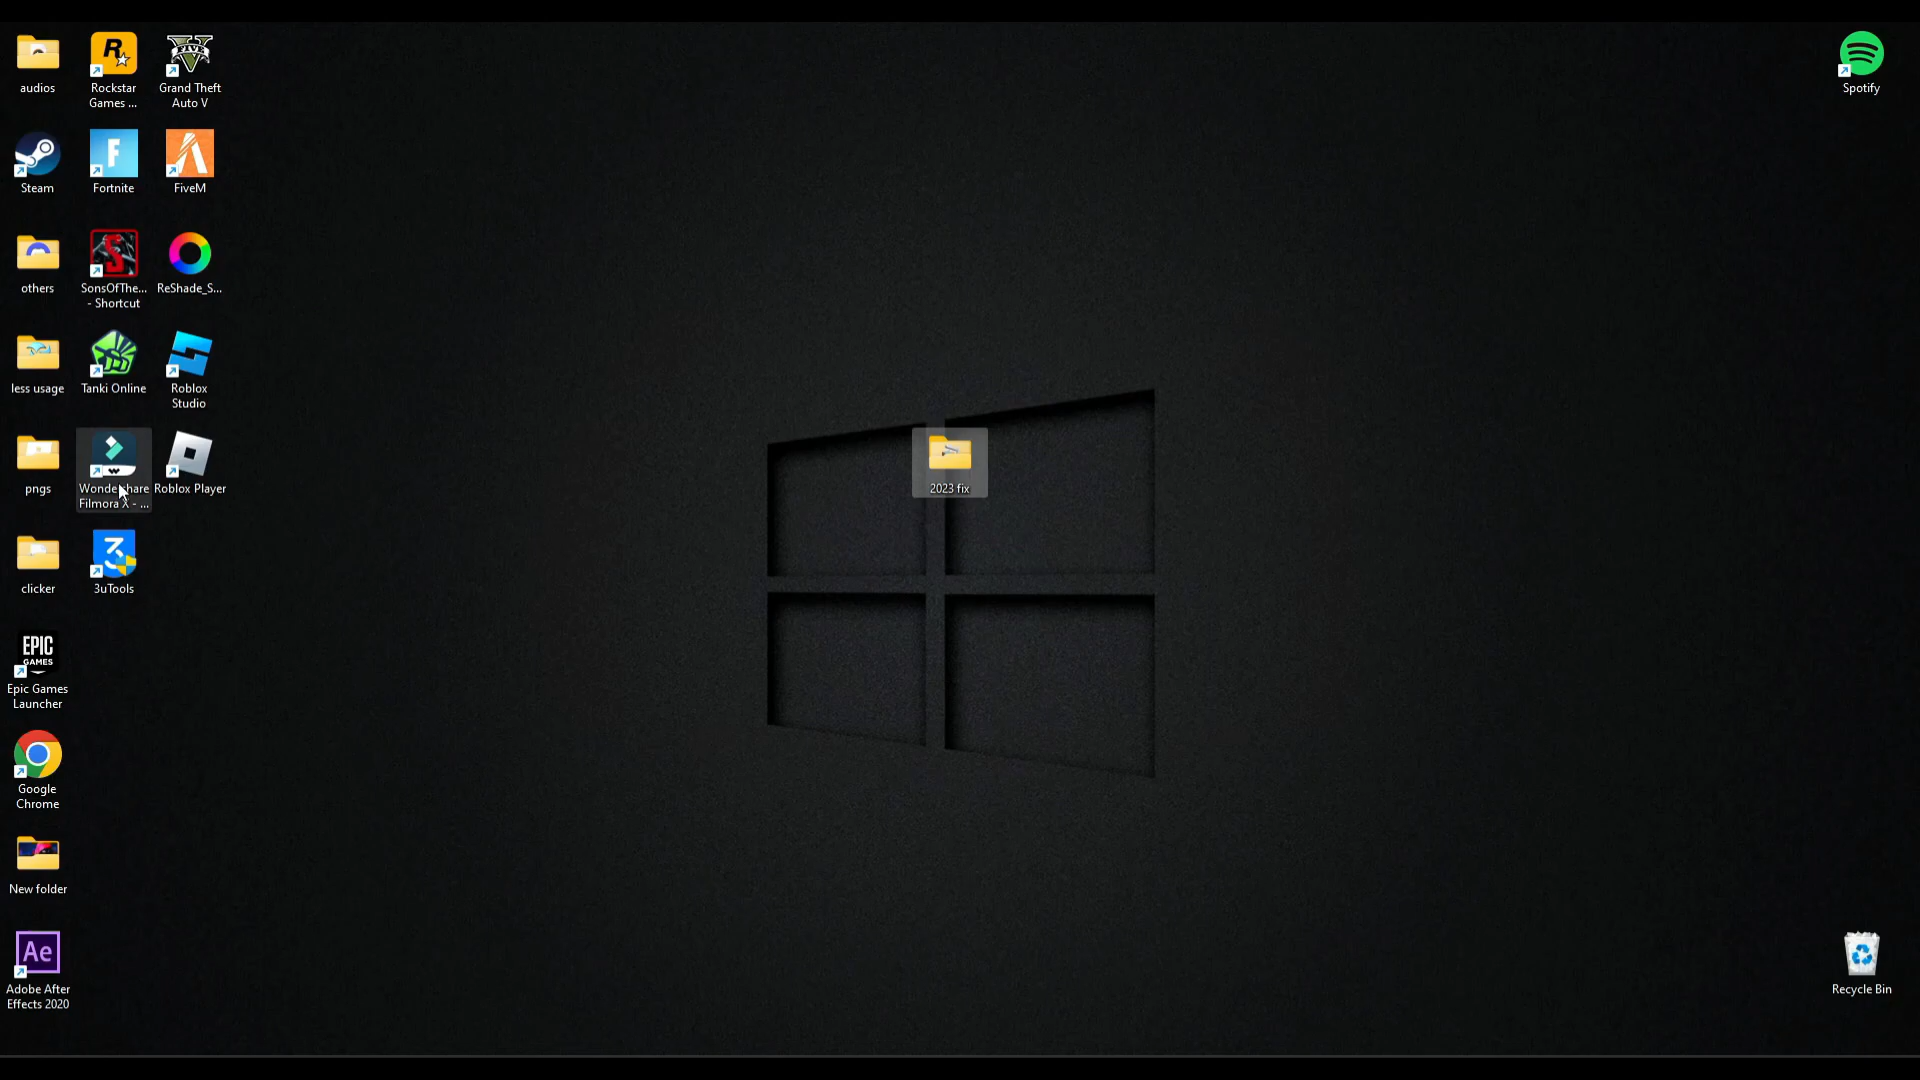 audios
Rockstar
Games ...
Grand Theft
Auto V
Spotify
Steam
Fortnite
FiveM
others
SonsOfThe...
- Shortcut
ReShade_S...
less usage
Tanki Online
Roblox
Studio
pngs
Wondershare
Filmora X - ...
Roblox Player
2023 fix
clicker
3uTools
EPIC
GAMES
Epic Games
Launcher
Google
Chrome
New folder
Ae
Adobe After
Effects 2020
Recycle Bin